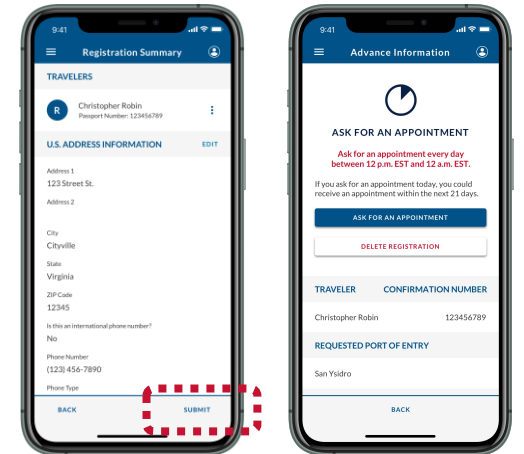 9:41
Registration Summary
TRAVELERS
R
Christopher Robin
Passport Number: 123456789
U.S. ADDRESS INFORMATION EDIT
Address 1
123 Street St.
Address 2
City
Cityville
State
Virginia
ZIP Code
12345
Is this an international phone number?
No
Phone Number
(123) 456-7890
Phone Type
BACK SUBMIT
9:41
Advance Information
ASK FOR AN APPOINTMENT
Ask for an appointment every day
between 12 p.m. EST and 12 a.m. EST.
If you ask for an appointment today, you could
receive an appointment within the next 21 days.
ASK FOR AN APPOINTMENT
DELETE REGISTRATION
TRAVELER CONFIRMATION NUMBER
Christopher Robin 123456789
REQUESTED PORT OF ENTRY
San Ysidro
BACK